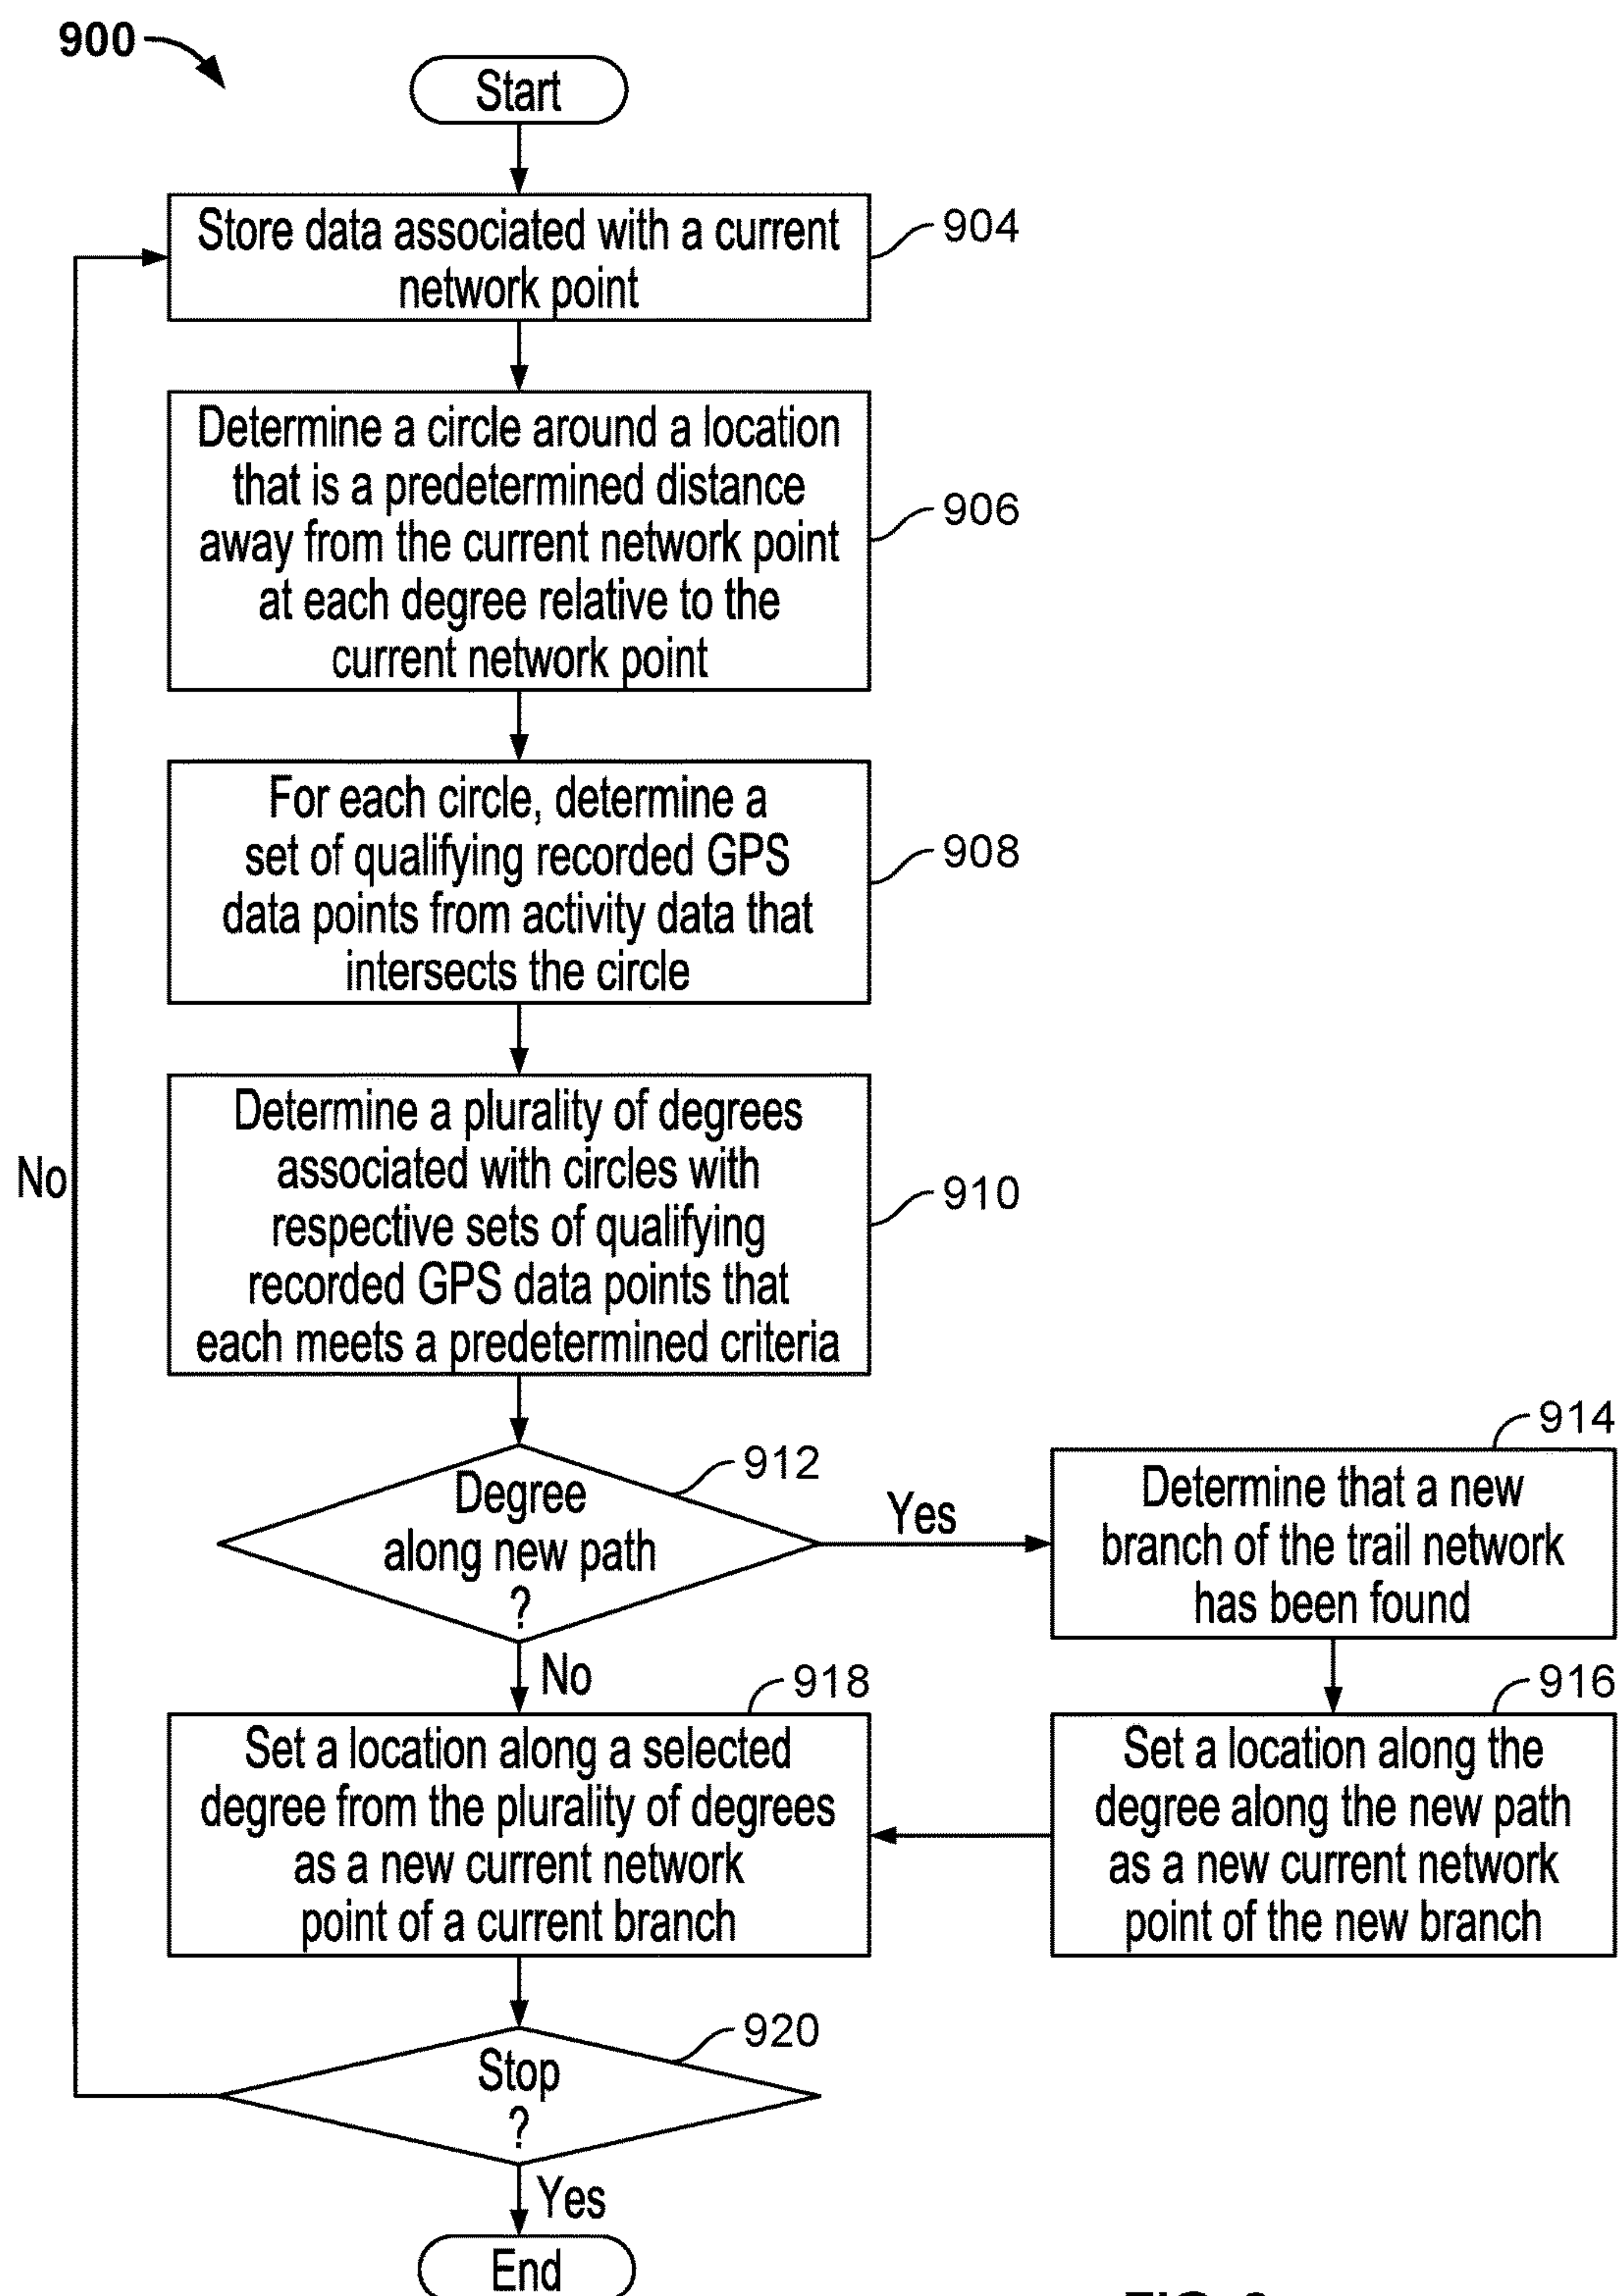 900
Start
Store data associated with a current
network point
904
Determine a circle around a location
that is a predetermined distance
away from the current network point
at each degree relative to the
current network point
906
For each circle, determine a
set of qualifying recorded GPS
data points from activity data that
intersects the circle
908
Determine a plurality of degrees
associated with circles with
respective sets of qualifying
recorded GPS data points that
each meets a predetermined criteria
910
No
Degree
along new path
?
912
Yes
914
Determine that a new
branch of the trail network
has been found
No
918
Set a location along a selected
degree from the plurality of degrees
as a new current network
point of a current branch
916
Set a location along the
degree along the new path
as a new current network
point of the new branch
Stop
?
920
Yes
End